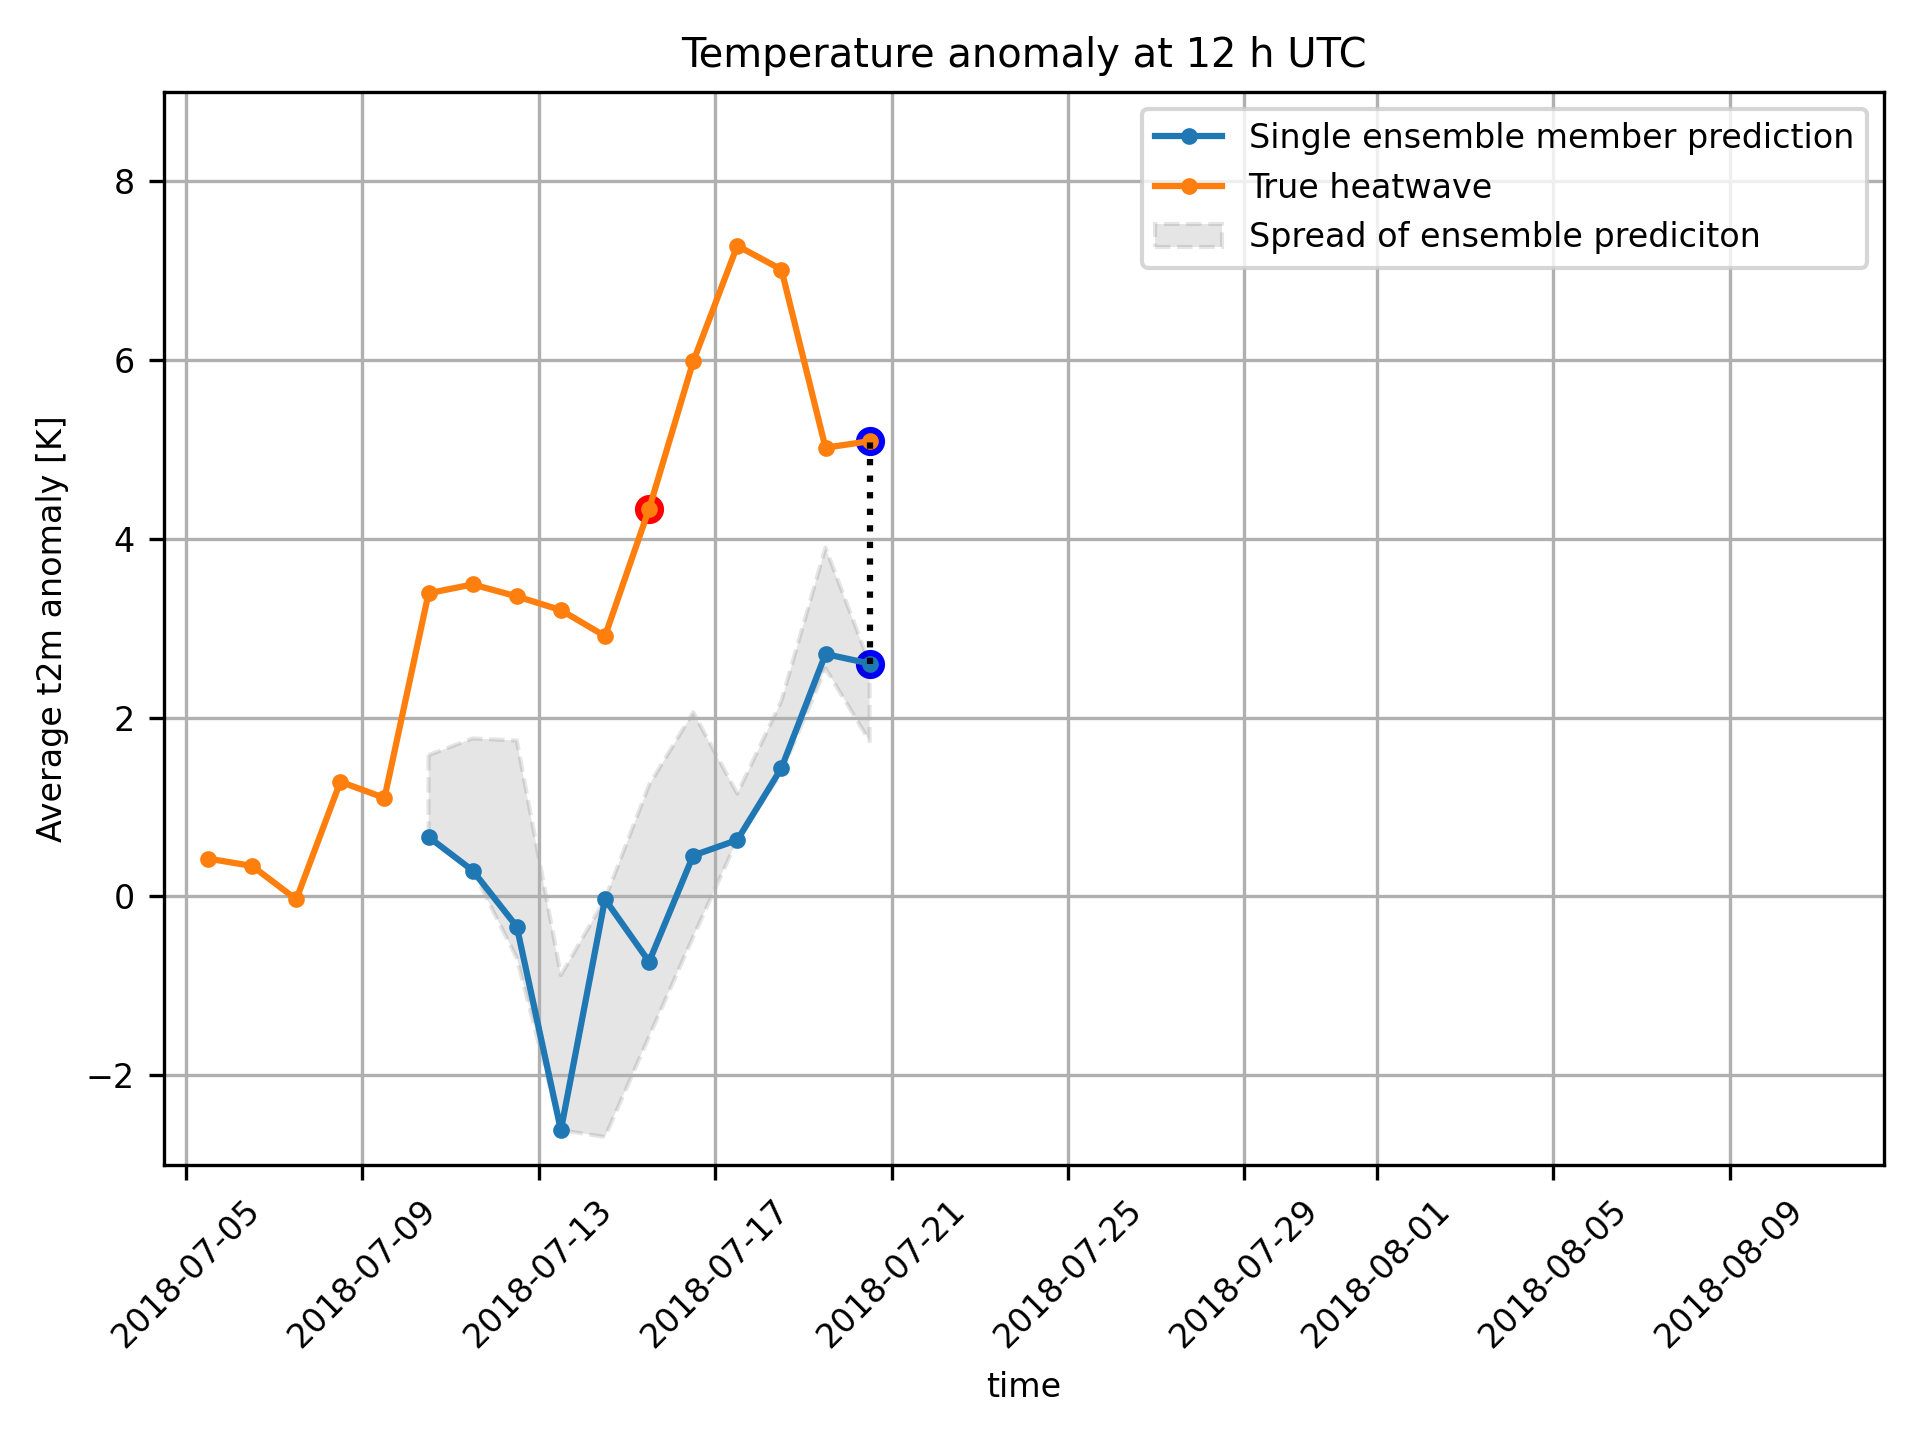 Temperature anomaly at 12 h UTC
Single ensemble member prediction
True heatwave
Spread of ensemble prediciton
Average t2m anomaly [K]
8
6
4
2
0
−2
2018-07-05
2018-07-09
2018-07-13
2018-07-17
2018-07-21
2018-07-25
2018-07-29
2018-08-01
2018-08-05
2018-08-09
time